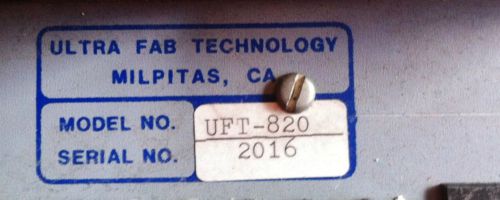 ULTRA FAB TECHNOLOGY
MILPITAS, CA
MODEL NO. UFT-820
SERIAL NO. 2016